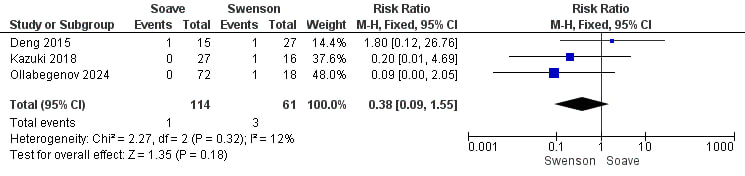 Soave Swenson Risk Ratio Risk Ratio
Study or Subgroup Events Total Events Total Weight M-H, Fixed, 95% CI M-H, Fixed, 95% CI
Deng 2015 1 15 1 27 14.4% 1.80 [0.12, 26.76]
Kazuki 2018 0 27 1 16 37.6% 0.20 [0.01, 4.69]
Ollabegenov 2024 0 72 1 18 48.0% 0.09 [0.00, 2.05]
Total (95% CI) 114 61 100.0% 0.38 [0.09, 1.55]
Total events 1 3
Heterogeneity: Chi² = 2.27, df = 2 (P = 0.32); I² = 12%
Test for overall effect: Z = 1.35 (P = 0.18)
0.001 0.1 1 10 1000
Swenson Soave